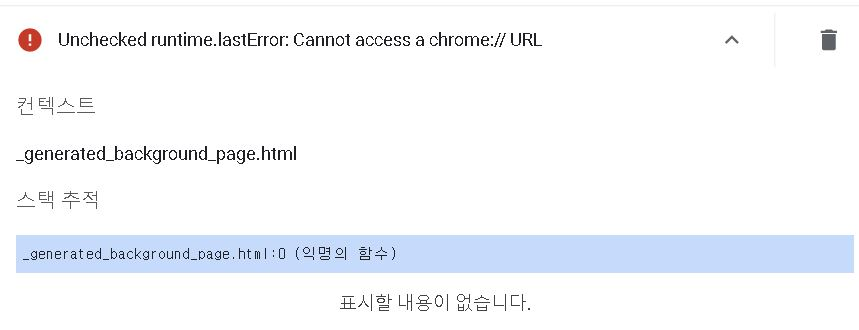 Unchecked runtime.lastError: Cannot access a chrome:// URL
컨텍스트
_generated_background_page.html
스택 추적
_generated_background_page.html:0 (익명의 함수)
표시할 내용이 없습니다.